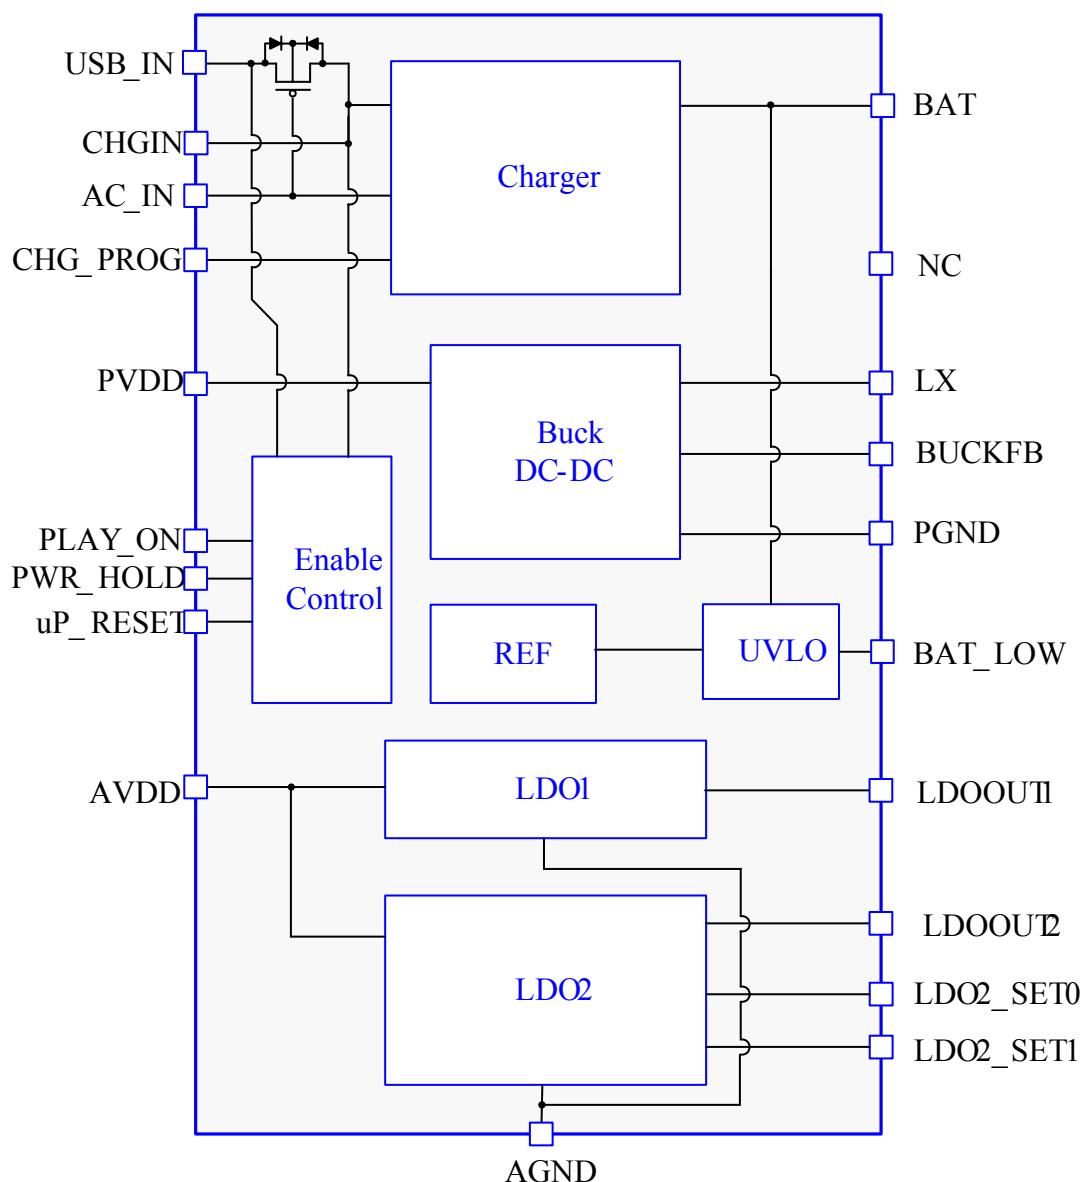 USB_IN
CHGIN
AC_IN
CHG_PROG
PVDD
PLAY_ON
PWR_HOLD
uP_RESET
AVDD
Charger
Buck
DC-DC
Enable
Control
REF
UVLO
LDO1
LDO2
BAT
NC
LX
BUCKFB
PGND
BAT_LOW
LDOOUT1
LDOOUT2
LDO2_SET0
LDO2_SET1
AGND